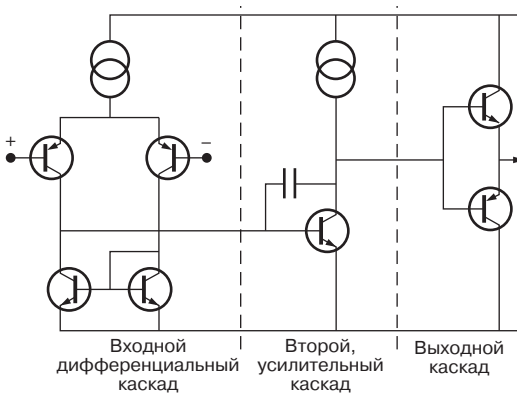 +
−
Входной
дифференциальный
каскад
Второй,
усилительный
каскад
Выходной
каскад